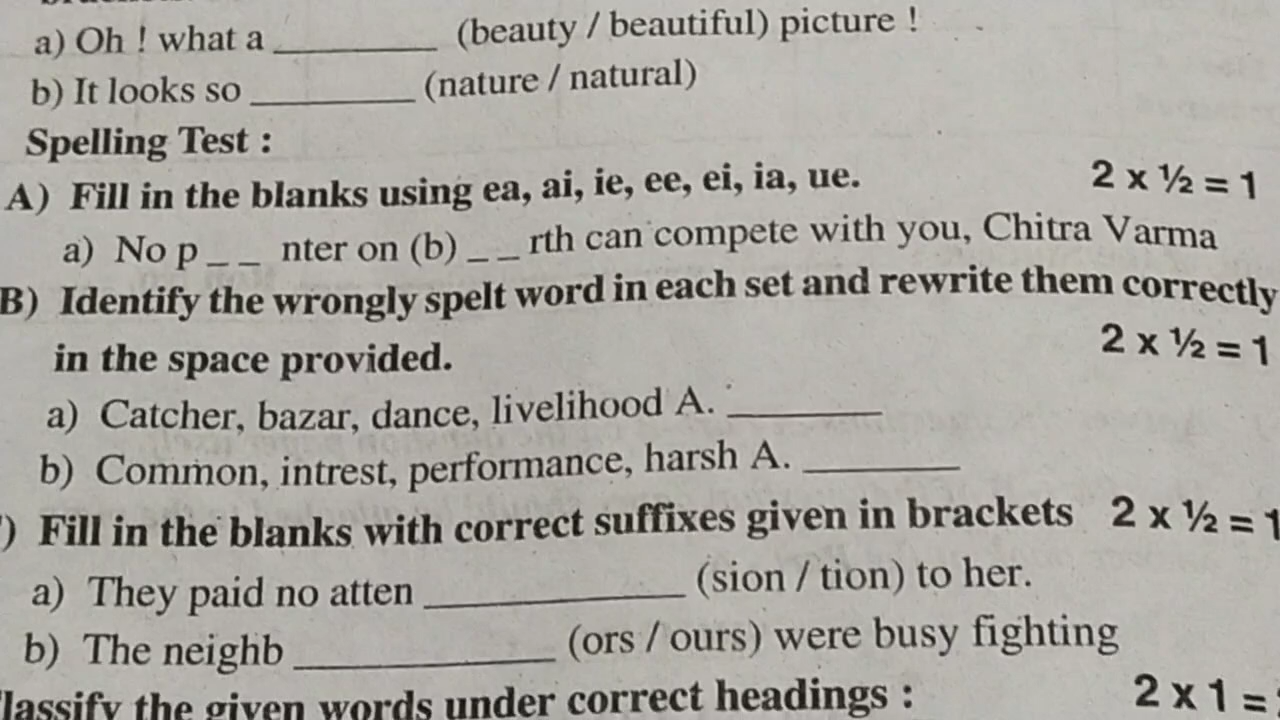 a) Oh ! what a _________ (beauty / beautiful) picture !
b) It looks so _________ (nature / natural)
Spelling Test :
A) Fill in the blanks using ea, ai, ie, ee, ei, ia, ue. 2 x ½ = 1
a) No p _ _ nter on (b) _ _ rth can compete with you, Chitra Varma
B) Identify the wrongly spelt word in each set and rewrite them correctly
in the space provided. 2 x ½ = 1
a) Catcher, bazar, dance, livelihood A. _________
b) Common, intrest, performance, harsh A. _________
) Fill in the blanks with correct suffixes given in brackets 2 x ½ = 1
a) They paid no atten _______________ (sion / tion) to her.
b) The neighb _______________ (ors / ours) were busy fighting
lassify the given words under correct headings : 2 x 1 =